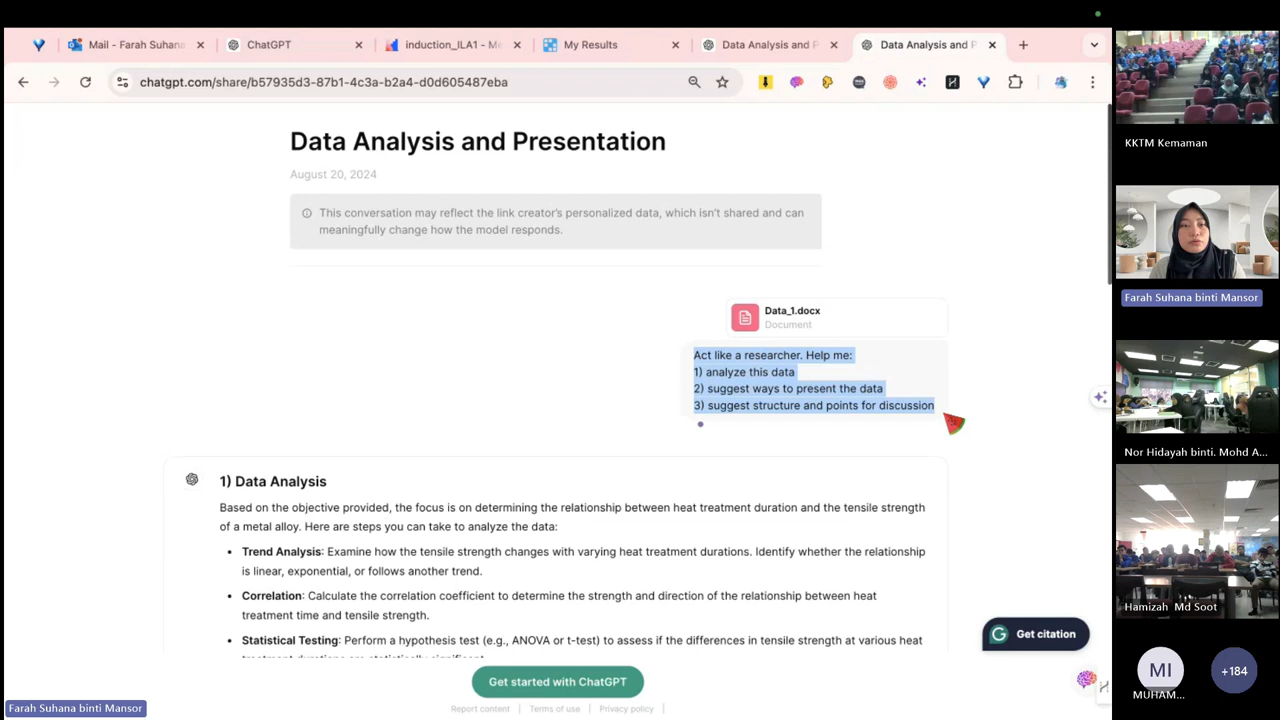 Mail - Farah Suhana
ChatGPT
induction_ILA1 - Me
My Results
Data Analysis and P
Data Analysis and P
chatgpt.com/share/b57935d3-87b1-4c3a-b2a4-d0d605487eba
Data Analysis and Presentation
August 20, 2024
This conversation may reflect the link creator's personalized data, which isn't shared and can
meaningfully change how the model responds.
Data_1.docx
Document
Act like a researcher. Help me:
1) analyze this data
2) suggest ways to present the data
3) suggest structure and points for discussion
1) Data Analysis
Based on the objective provided, the focus is on determining the relationship between heat treatment duration and the tensile strength
of a metal alloy. Here are steps you can take to analyze the data:
• Trend Analysis: Examine how the tensile strength changes with varying heat treatment durations. Identify whether the relationship
is linear, exponential, or follows another trend.
• Correlation: Calculate the correlation coefficient to determine the strength and direction of the relationship between heat
treatment time and tensile strength.
• Statistical Testing: Perform a hypothesis test (e.g., ANOVA or t-test) to assess if the differences in tensile strength at various heat
Get citation
Get started with ChatGPT
Report content
Terms of use
Privacy policy
Farah Suhana binti Mansor
KKTM Kemaman
Farah Suhana binti Mansor
Nor Hidayah binti. Mohd A...
Hamizah Md Soot
MI
MUHAM...
+184